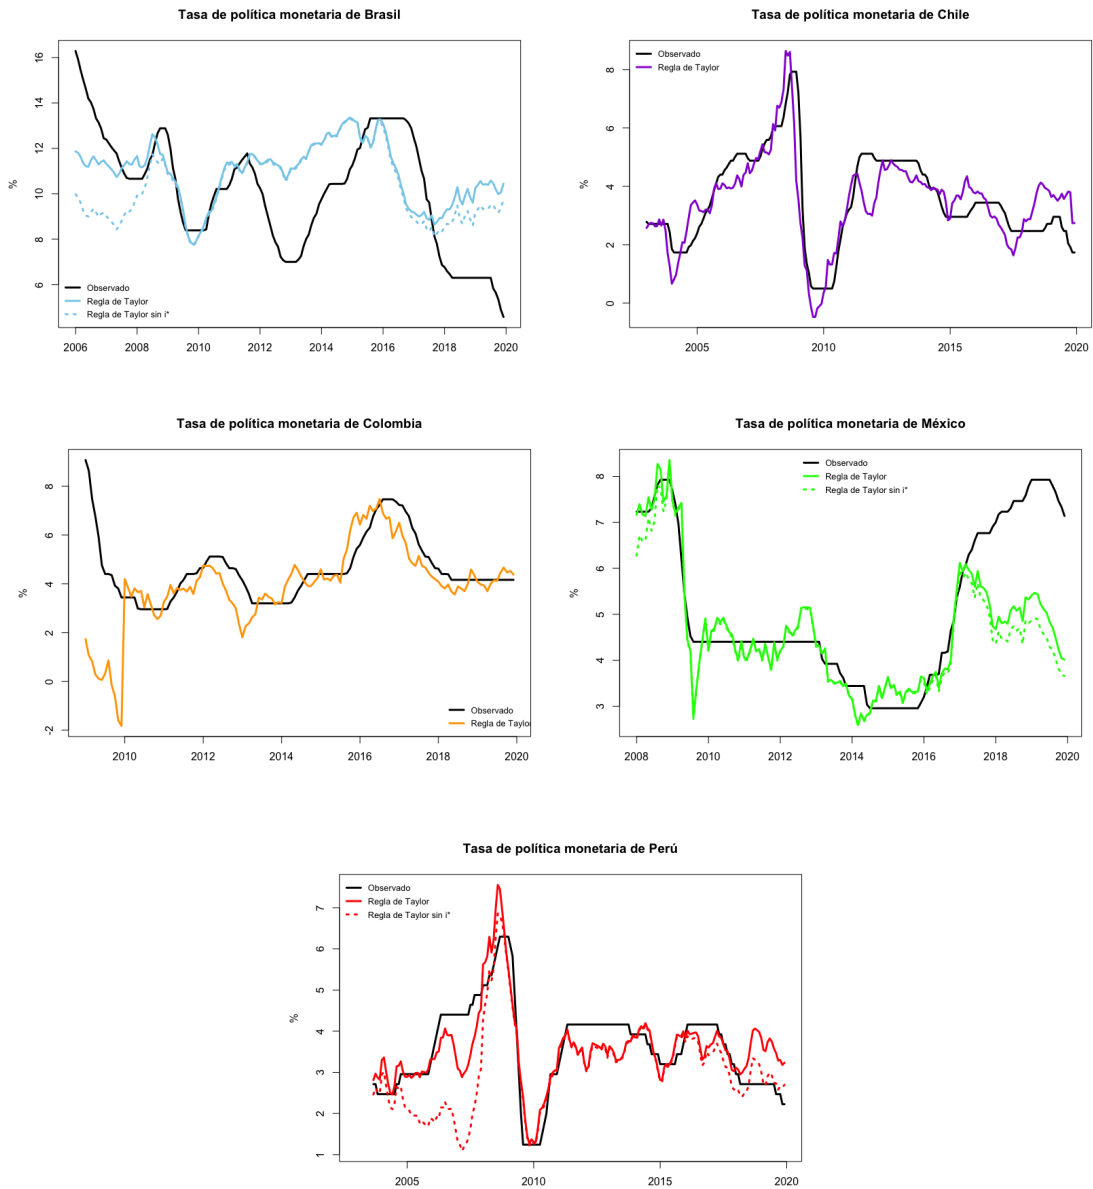 Tasa de política monetaria de Brasil
%
16
14
12
10
8
6
Observado
Regla de Taylor
Regla de Taylor sin i*
2006 2008 2010 2012 2014 2016 2018 2020
Tasa de política monetaria de Chile
%
8
6
4
2
0
Observado
Regla de Taylor
2005 2010 2015 2020
Tasa de política monetaria de Colombia
%
8
6
4
2
0
-2
Observado
Regla de Taylo
2010 2012 2014 2016 2018 2020
Tasa de política monetaria de México
%
8
7
6
5
4
3
Observado
Regla de Taylor
Regla de Taylor sin i*
2008 2010 2012 2014 2016 2018 2020
Tasa de política monetaria de Perú
%
7
6
5
4
3
2
1
Observado
Regla de Taylor
Regla de Taylor sin i*
2005 2010 2015 2020